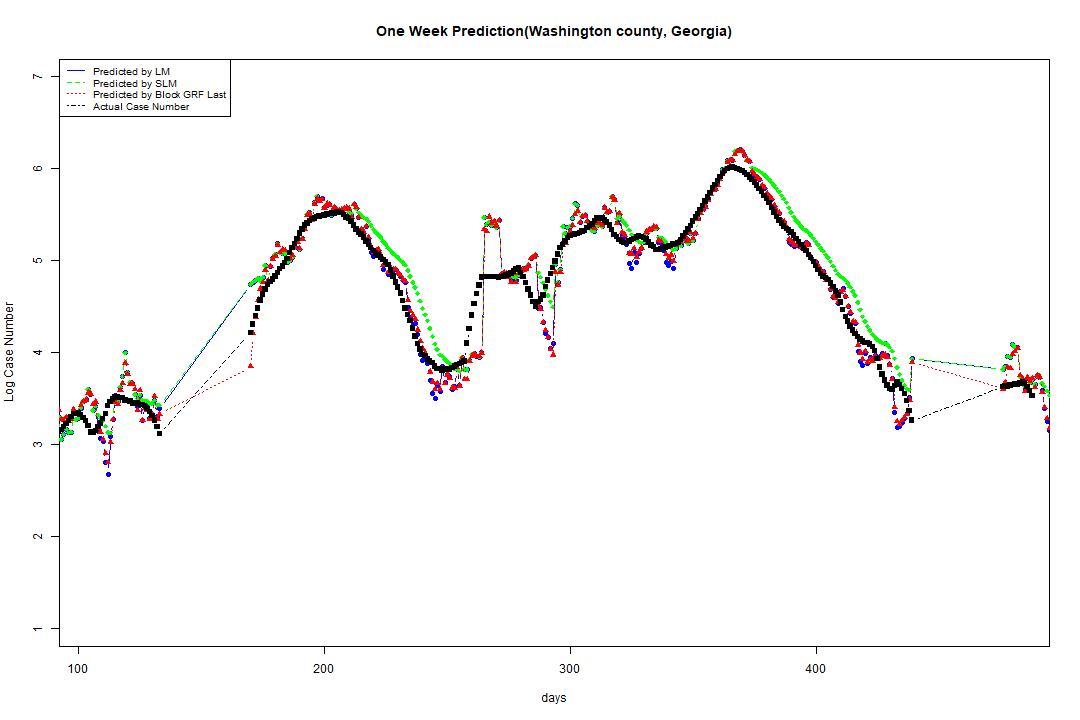 One Week Prediction(Washington county, Georgia)
Predicted by LM
Predicted by SLM
Predicted by Block GRF Last
Actual Case Number
Log Case Number
7
6
5
4
3
2
1
100 200 300 400
days